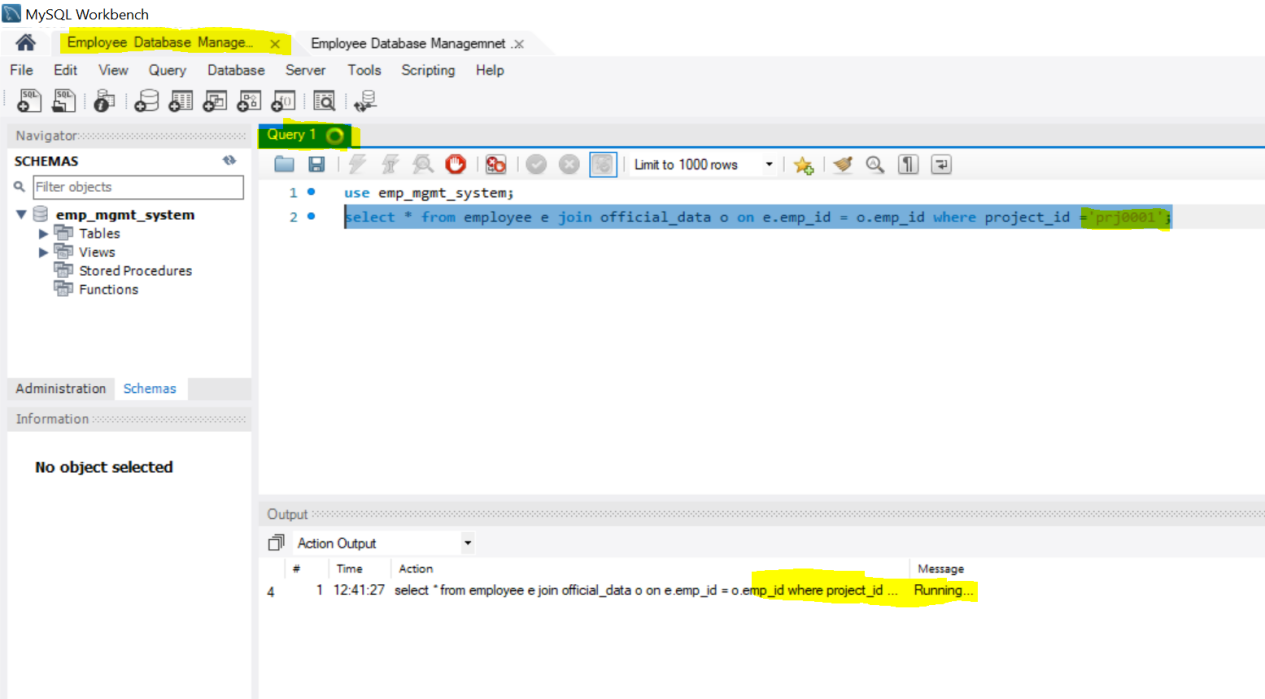 MySQL Workbench
Employee Database Manage... × Employee Database Managemnet . ×
File Edit View Query Database Server Tools Scripting Help
SQL SQL
Navigator
Query 1
SCHEMAS
Limit to 1000 rows
Filter objects
1 use emp_mgmt_system;
emp_mgmt_system
2 select * from employee e join official_data o on e.emp_id = o.emp_id where project_id ='prj0001';
Tables
Views
Stored Procedures
Functions
Administration Schemas
Information
No object selected
Output
Action Output
# Time Action Message
4 1 12:41:27 select * from employee e join official_data o on e.emp_id = o.emp_id where project_id ... Running...